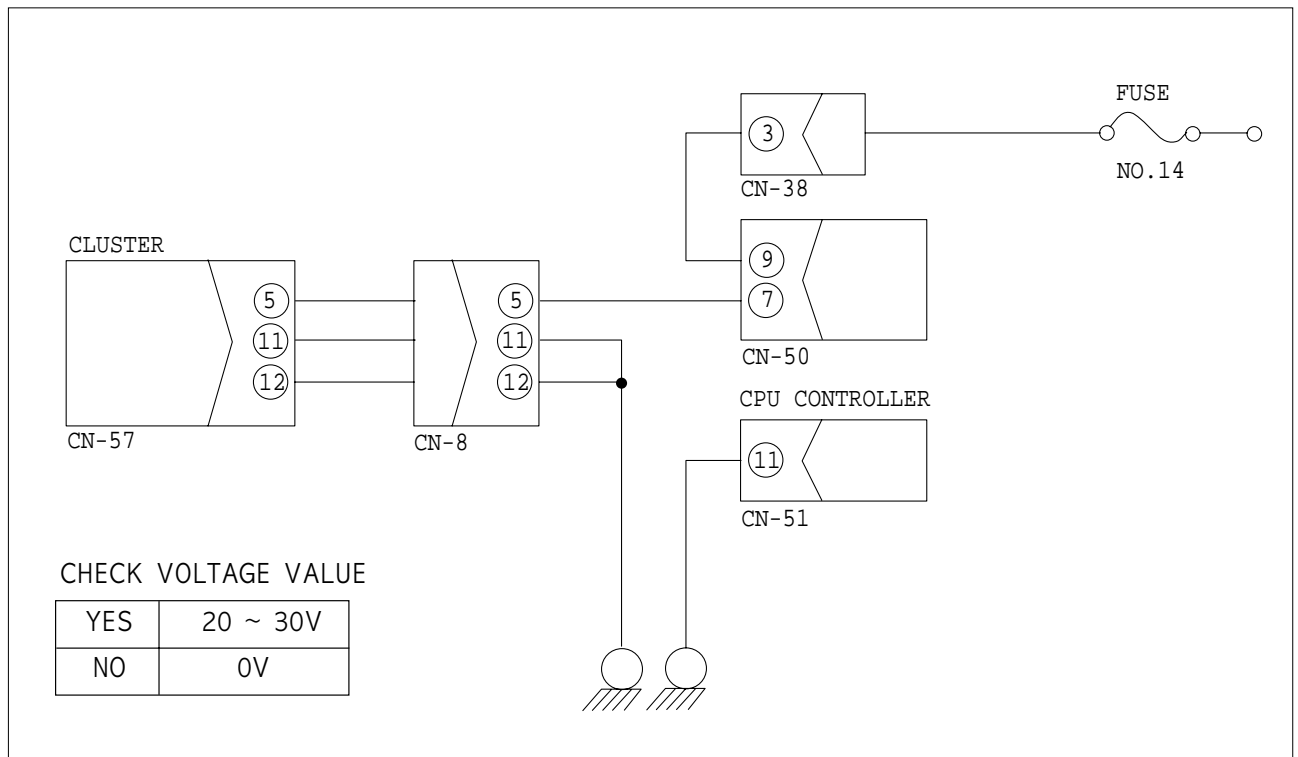 FUSE
3
NO.14
CN-38
CLUSTER
9
5
5
7
11
11
CN-50
12
12
CPU CONTROLLER
CN-57
CN-8
11
CN-51
CHECK VOLTAGE VALUE
YES 20 ~ 30V
NO 0V